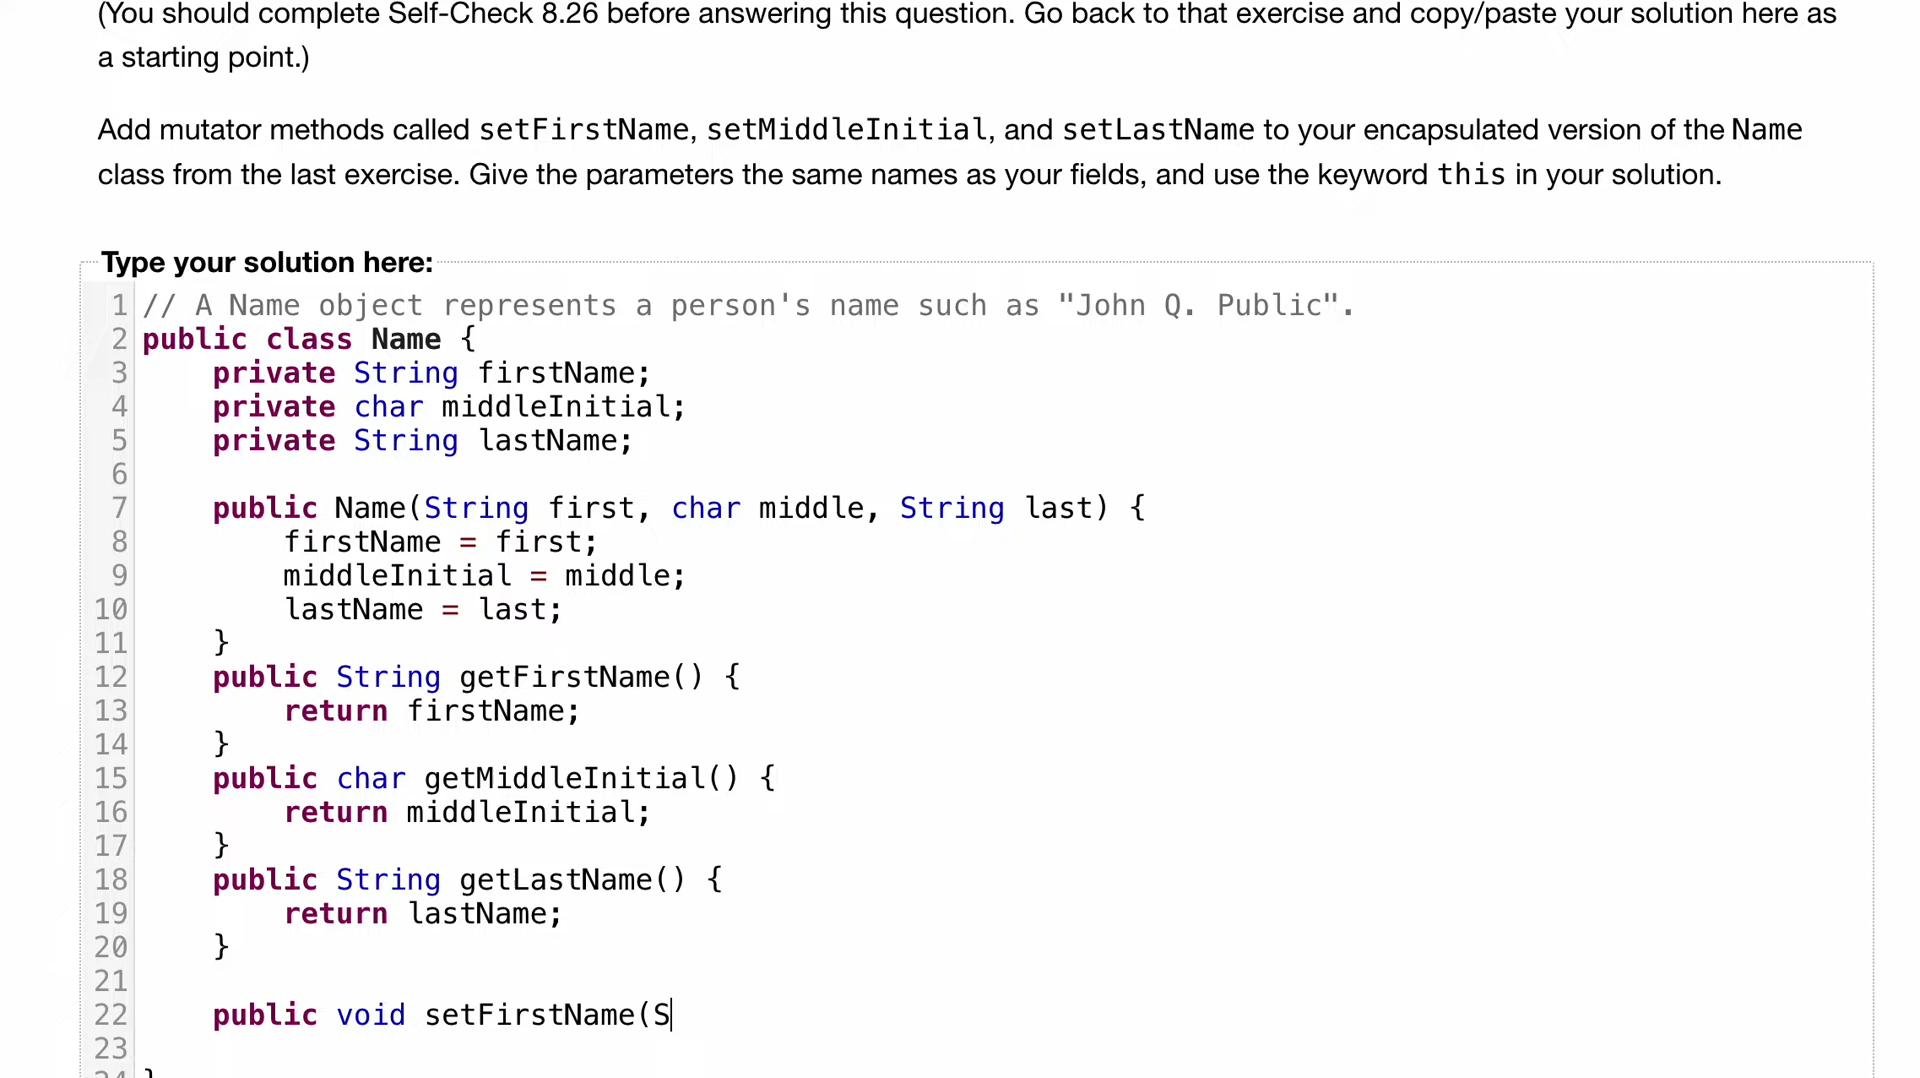 (You should complete Self-Check 8.26 before answering this question. Go back to that exercise and copy/paste your solution here as
a starting point.)
Add mutator methods called setFirstName, setMiddleInitial, and setLastName to your encapsulated version of the Name
class from the last exercise. Give the parameters the same names as your fields, and use the keyword this in your solution.
Type your solution here:
1 // A Name object represents a person's name such as "John Q. Public".
2 public class Name {
3     private String firstName;
4     private char middleInitial;
5     private String lastName;
6
7     public Name(String first, char middle, String last) {
8         firstName = first;
9         middleInitial = middle;
10         lastName = last;
11     }
12     public String getFirstName() {
13         return firstName;
14     }
15     public char getMiddleInitial() {
16         return middleInitial;
17     }
18     public String getLastName() {
19         return lastName;
20     }
21
22     public void setFirstName(S
23
24 }